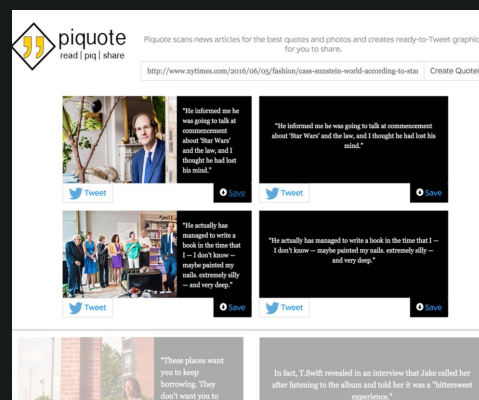 piquote
read | piq | share
Piquote scans news articles for the best quotes and photos and creates ready-to-Tweet graphic
for you to share.
http://www.nytimes.com/2016/06/05/fashion/cass-sunstein-world-according-to-star
Create Quote!
"He informed me he
was going to talk at
commencement
about 'Star Wars'
and the law, and I
thought he had lost
his mind."
Tweet
Save
"He informed me he was going to talk at commencement
about 'Star Wars' and the law, and I thought he had lost his
mind."
Tweet
Save
"He actually has
managed to write a
book in the time that
I — I don't know —
maybe painted my
nails. extremely silly
— and very deep."
Tweet
Save
"He actually has managed to write a book in the time that I —
I don't know — maybe painted my nails. extremely silly —
and very deep."
Tweet
Save
"These places want
you to keep
borrowing. They
don't want you to
In fact, T.Swift revealed in an interview that Jake called her
after listening to the album and told her it was a "bittersweet
experience."